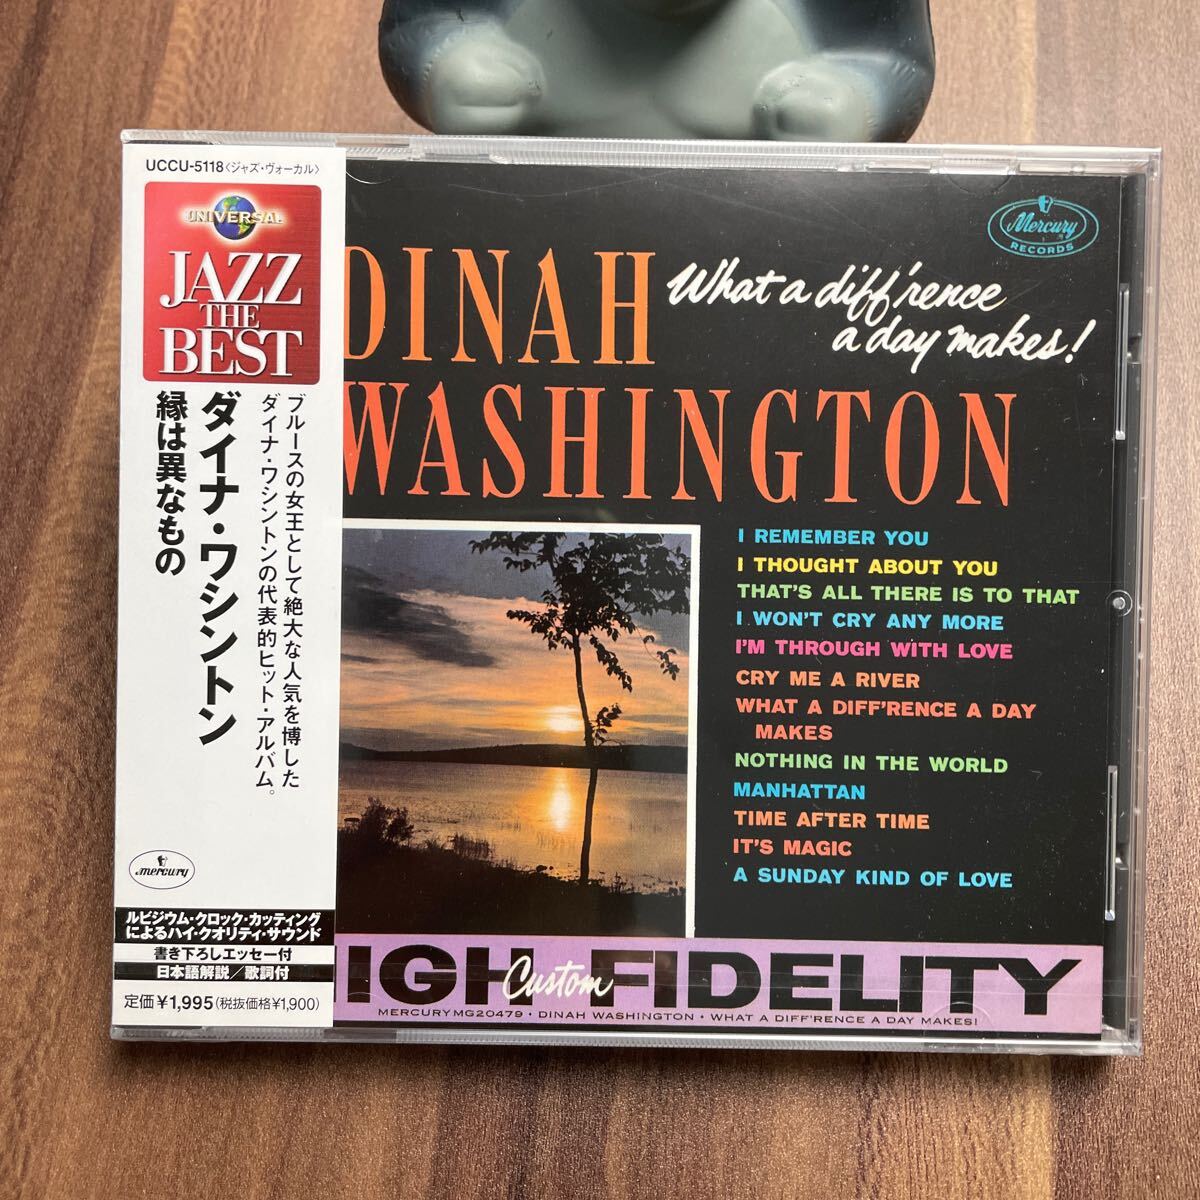 UCCU-5118〈ジャズ・ヴォーカル〉
UNIVERSAL
JAZZ
THE
BEST
ブルースの女王として絶大な人気を博した
ダイナ・ワシントンの代表的ヒット・アルバム。
ダイナ・ワシントン
縁は異なもの
mercury
ルビジウム・クロック・カッティング
によるハイ・クオリティ・サウンド
書き下ろしエッセー付
日本語解説/歌詞付
定価¥1,995(税抜価格¥1,900)
DINAH
WASHINGTON
What a diff'rence
a day makes!
Mercury
RECORDS
I REMEMBER YOU
I THOUGHT ABOUT YOU
THAT'S ALL THERE IS TO THAT
I WON'T CRY ANY MORE
I'M THROUGH WITH LOVE
CRY ME A RIVER
WHAT A DIFF'RENCE A DAY
MAKES
NOTHING IN THE WORLD
MANHATTAN
TIME AFTER TIME
IT'S MAGIC
A SUNDAY KIND OF LOVE
HIGH Custom FIDELITY
MERCURY MG20479 • DINAH WASHINGTON • WHAT A DIFF'RENCE A DAY MAKES!